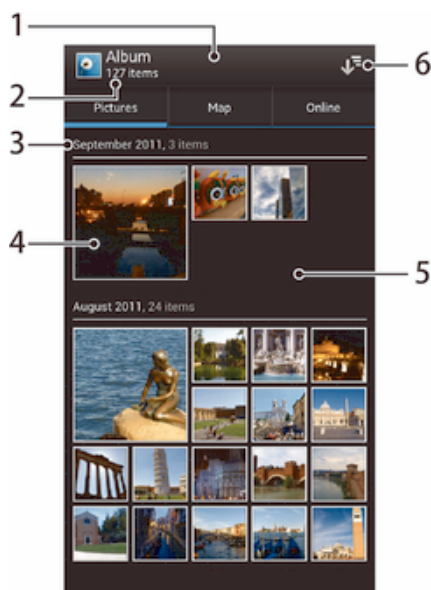 1
Album
127 items
6
2
Pictures Map Online
3
September 2011, 3 items
4
5
August 2011, 24 items